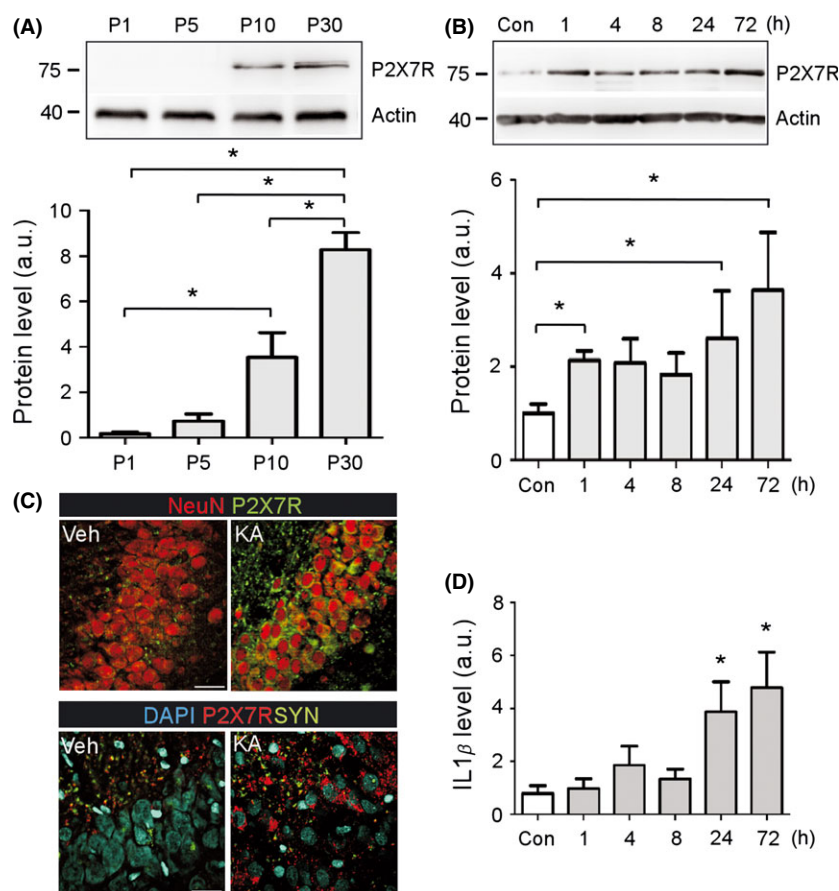 (A)
P1 P5 P10 P30
75
P2X7R
40
Actin
*
*
*
*
Protein level (a.u.)
10
8
6
4
2
0
P1 P5 P10 P30
(B)
Con 1 4 8 24 72 (h)
75
P2X7R
40
Actin
*
*
*
Protein level (a.u.)
6
4
2
0
Con 1 4 8 24 72 (h)
(C)
NeuN P2X7R
Veh
KA
DAPI P2X7R SYN
Veh
KA
(D)
*
*
IL1β level (a.u.)
8
6
4
2
0
Con 1 4 8 24 72 (h)